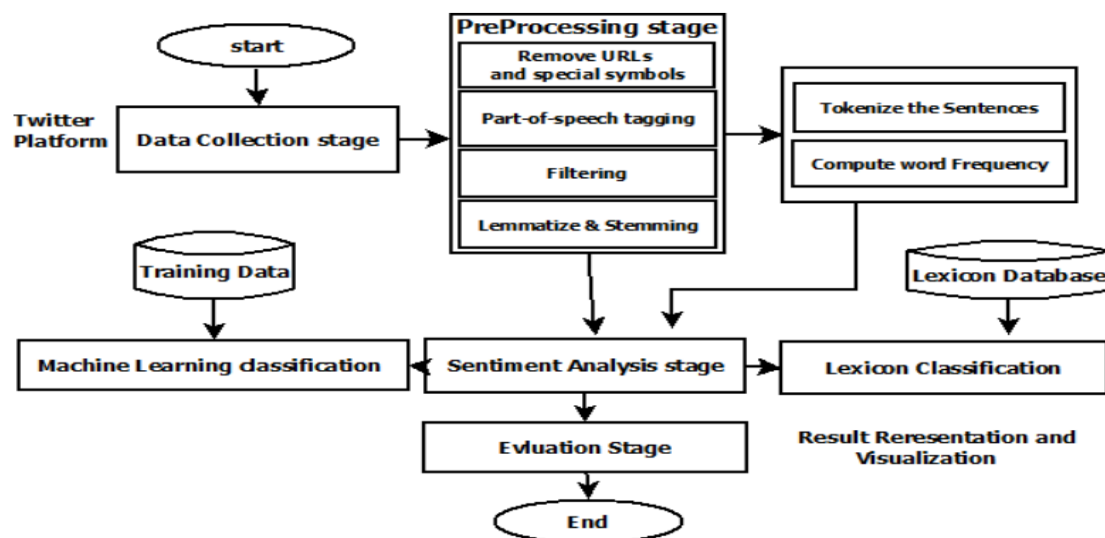 start
Twitter
Platform
Data Collection stage
PreProcessing stage
Remove URLs
and special symbols
Part-of-speech tagging
Filtering
Lemmatize & Stemming
Tokenize the Sentences
Compute word Frequency
Training Data
Lexicon Database
Machine Learning classification
Sentiment Analysis stage
Lexicon Classification
Evluation Stage
Result Reresentation and
Visualization
End